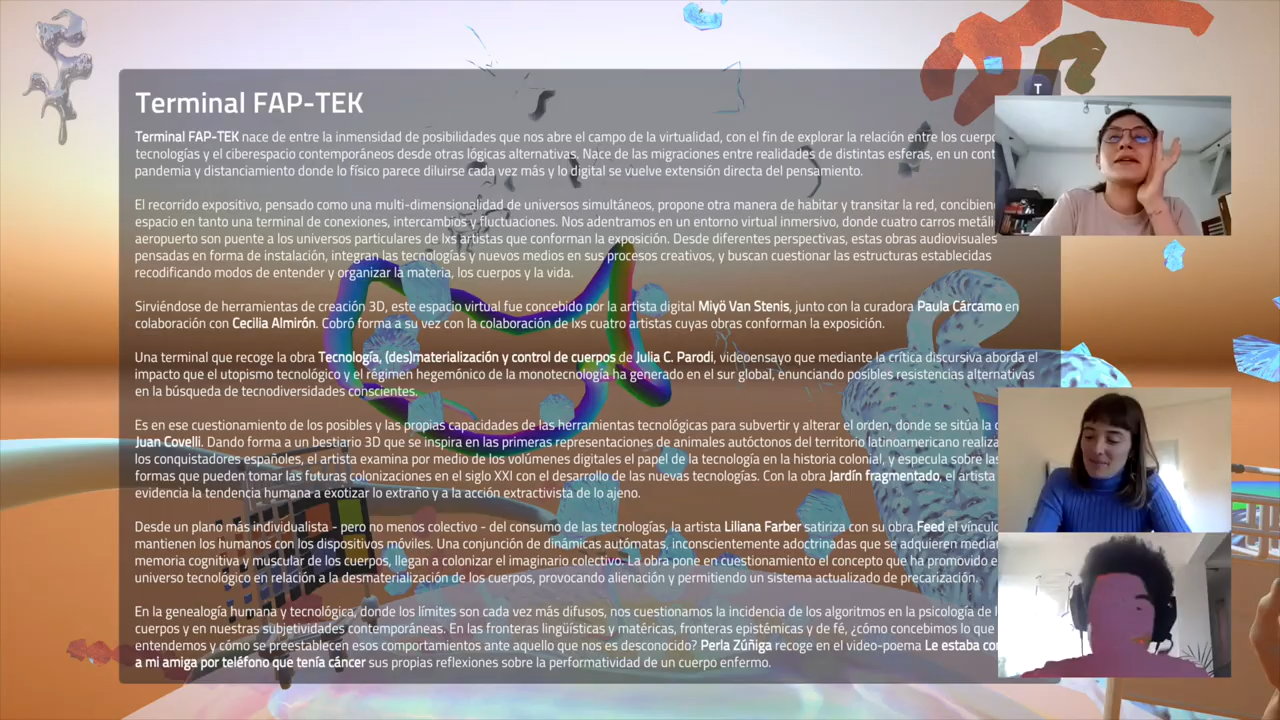 Terminal FAP-TEK
T
Terminal FAP-TEK nace de entre la inmensidad de posibilidades que nos abre el campo de la virtualidad, con el fin de explorar la relación entre los cuerpo
tecnologías y el ciberespacio contemporáneos desde otras lógicas alternativas. Nace de las migraciones entre realidades de distintas esferas, en un cont
pandemia y distanciamiento donde lo físico parece diluirse cada vez más y lo digital se vuelve extensión directa del pensamiento.
El recorrido expositivo, pensado como una multi-dimensionalidad de universos simultáneos, propone otra manera de habitar y transitar la red, concibien
espacio en tanto una terminal de conexiones, intercambios y fluctuaciones. Nos adentramos en un entorno virtual inmersivo, donde cuatro carros metáli
aeropuerto son puente a los universos particulares de lxs artistas que conforman la exposición. Desde diferentes perspectivas, estas obras audiovisuales
pensadas en forma de instalación, integran las tecnologías y nuevos medios en sus procesos creativos, y buscan cuestionar las estructuras establecidas
recodificando modos de entender y organizar la materia, los cuerpos y la vida.
Sirviéndose de herramientas de creación 3D, este espacio virtual fue concebido por la artista digital Miyö Van Stenis, junto con la curadora Paula Cárcamo en
colaboración con Cecilia Almirón. Cobró forma a su vez con la colaboración de lxs cuatro artistas cuyas obras conforman la exposición.
Una terminal que recoge la obra Tecnología, (des)materialización y control de cuerpos de Julia C. Parodi, videoensayo que mediante la crítica discursiva aborda el
impacto que el utopismo tecnológico y el régimen hegemónico de la monotecnología ha generado en el sur global, enunciando posibles resistencias alternativas
en la búsqueda de tecnodiversidades conscientes.
Es en ese cuestionamiento de los posibles y las propias capacidades de las herramientas tecnológicas para subvertir y alterar el orden, donde se sitúa la
Juan Covelli. Dando forma a un bestiario 3D que se inspira en las primeras representaciones de animales autóctonos del territorio latinoamericano realiza
los conquistadores españoles, el artista examina por medio de los volúmenes digitales el papel de la tecnología en la historia colonial, y especula sobre las
formas que pueden tomar las futuras colonizaciones en el siglo XXI con el desarrollo de las nuevas tecnologías. Con la obra Jardín fragmentado, el artista
evidencia la tendencia humana a exotizar lo extraño y a la acción extractivista de lo ajeno.
Desde un plano más individualista - pero no menos colectivo - del consumo de las tecnologías, la artista Liliana Farber satiriza con su obra Feed el vínculo
mantienen los humanos con los dispositivos móviles. Una conjunción de dinámicas autómatas, inconscientemente adoctrinadas que se adquieren median
memoria cognitiva y muscular de los cuerpos, llegan a colonizar el imaginario colectivo. La obra pone en cuestionamiento el concepto que ha promovido e
universo tecnológico en relación a la desmaterialización de los cuerpos, provocando alienación y permitiendo un sistema actualizado de precarización.
En la genealogía humana y tecnológica, donde los límites son cada vez más difusos, nos cuestionamos la incidencia de los algoritmos en la psicología de
cuerpos y en nuestras subjetividades contemporáneas. En las fronteras lingüísticas y matéricas, fronteras epistémicas y de fé, ¿cómo concebimos lo que
entendemos y cómo se preestablecen esos comportamientos ante aquello que nos es desconocido? Perla Zúñiga recoge en el video-poema Le estaba co
a mi amiga por teléfono que tenía cáncer sus propias reflexiones sobre la performatividad de un cuerpo enfermo.